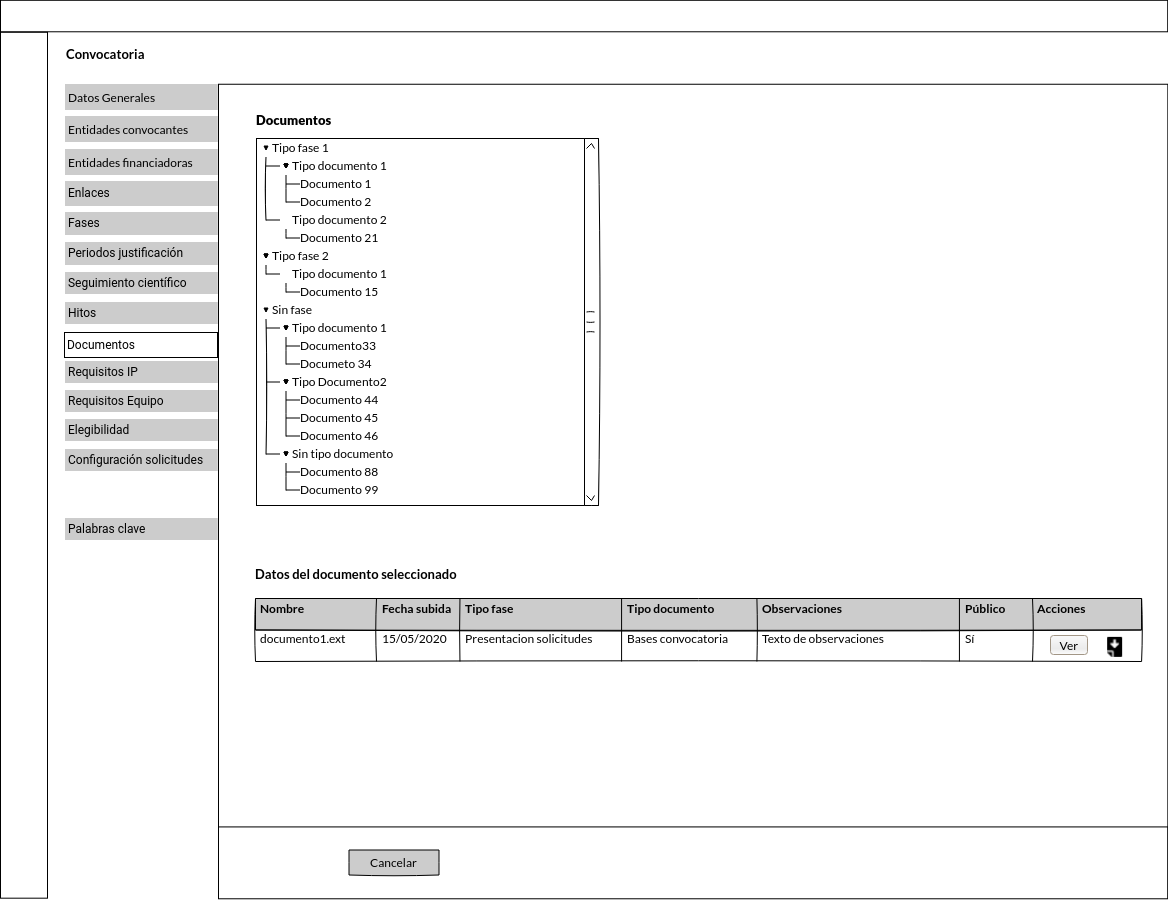 Convocatoria
Datos Generales
Entidades convocantes
Entidades financiadoras
Enlaces
Fases
Periodos justificación
Seguimiento científico
Hitos
Documentos
Requisitos IP
Requisitos Equipo
Elegibilidad
Configuración solicitudes
Palabras clave
Documentos
Tipo fase 1
Tipo documento 1
Documento 1
Documento 2
Tipo documento 2
Documento 21
Tipo fase 2
Tipo documento 1
Documento 15
Sin fase
Tipo documento 1
Documento33
Documeto 34
Tipo Documento2
Documento 44
Documento 45
Documento 46
Sin tipo documento
Documento 88
Documento 99
Datos del documento seleccionado
Nombre Fecha subida Tipo fase Tipo documento Observaciones Público Acciones
documento1.ext 15/05/2020 Presentacion solicitudes Bases convocatoria Texto de observaciones Sí Ver
Cancelar